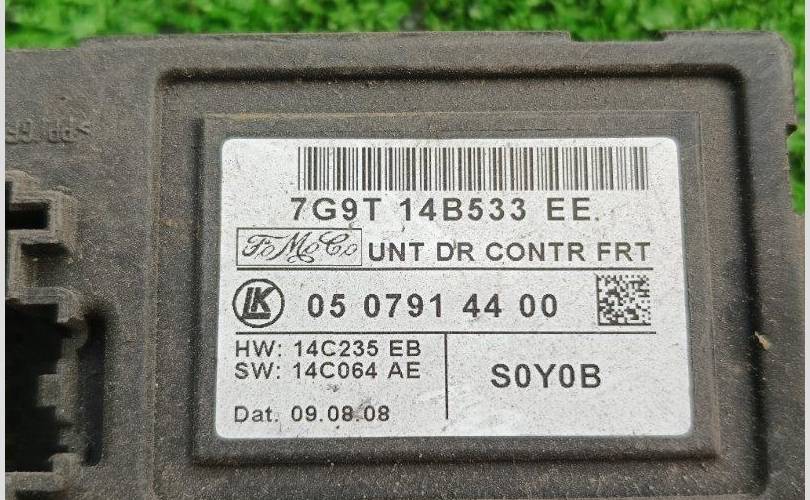 7G9T 14B533 EE.
FoMoCo UNT DR CONTR FRT
LK 05 0791 44 00
HW: 14C235 EB
SW: 14C064 AE
S0Y0B
Dat. 09.08.08